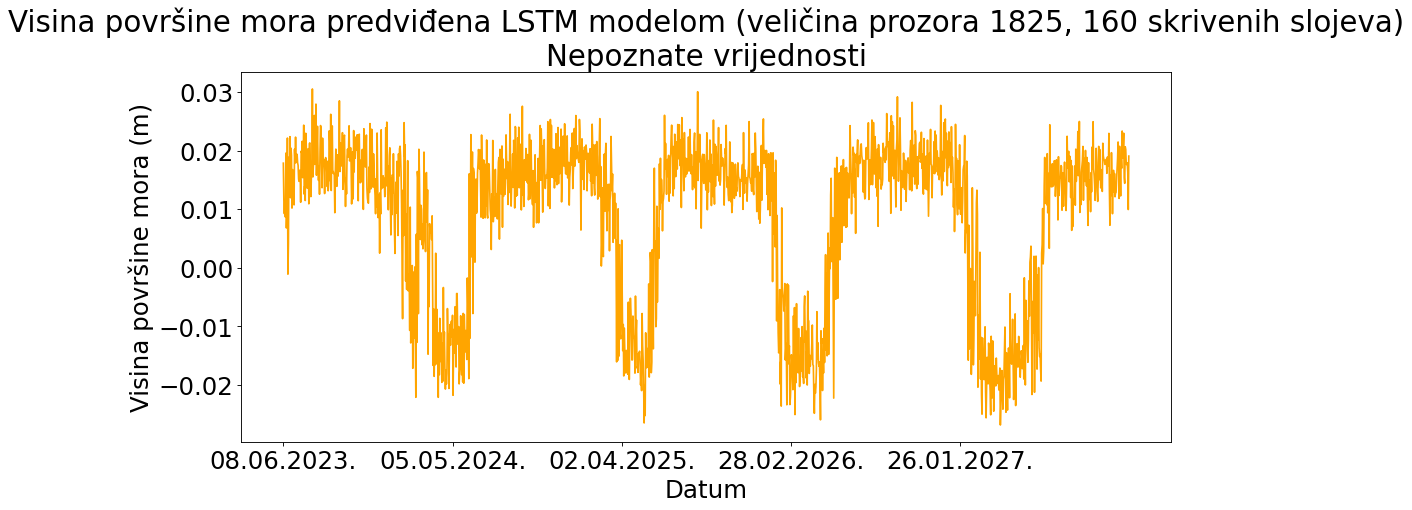 Visina površine mora predviđena LSTM modelom (veličina prozora 1825, 160 skrivenih slojeva)
Nepoznate vrijednosti
Visina površine mora (m)
0.03
0.02
0.01
0.00
−0.01
−0.02
08.06.2023. 05.05.2024. 02.04.2025. 28.02.2026. 26.01.2027.
Datum